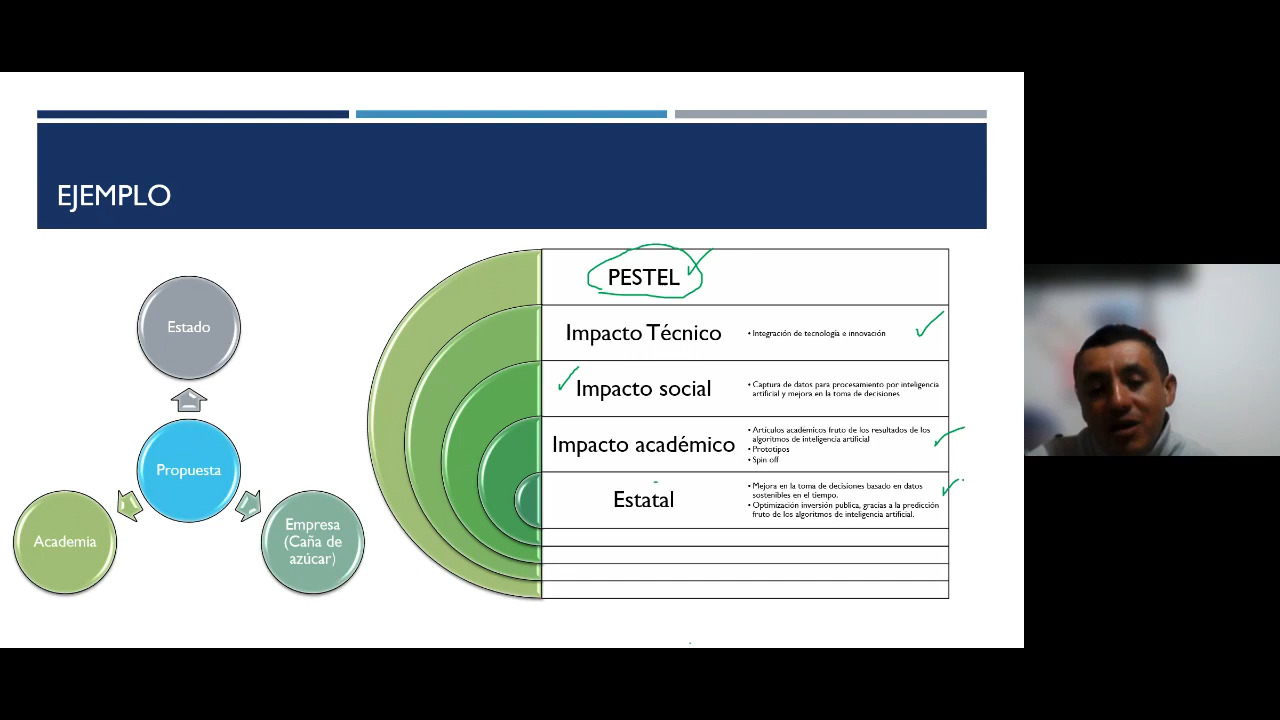 EJEMPLO
Estado
Propuesta
Academia
Empresa
(Caña de
azúcar)
PESTEL
Impacto Técnico
• Integración de tecnología e innovación
Impacto social
• Captura de datos para procesamiento por inteligencia
artificial y mejora en la toma de decisiones
Impacto académico
• Artículos academicos fruto de los resultados de los
algoritmos de inteligencia artificial
• Prototipos
• Spin off
Estatal
• Mejora en la toma de decisiones basado en datos
sostenibles en el tiempo.
• Optimización inversión publica, gracias a la predicción
fruto de los algoritmos de inteligencia artificial.